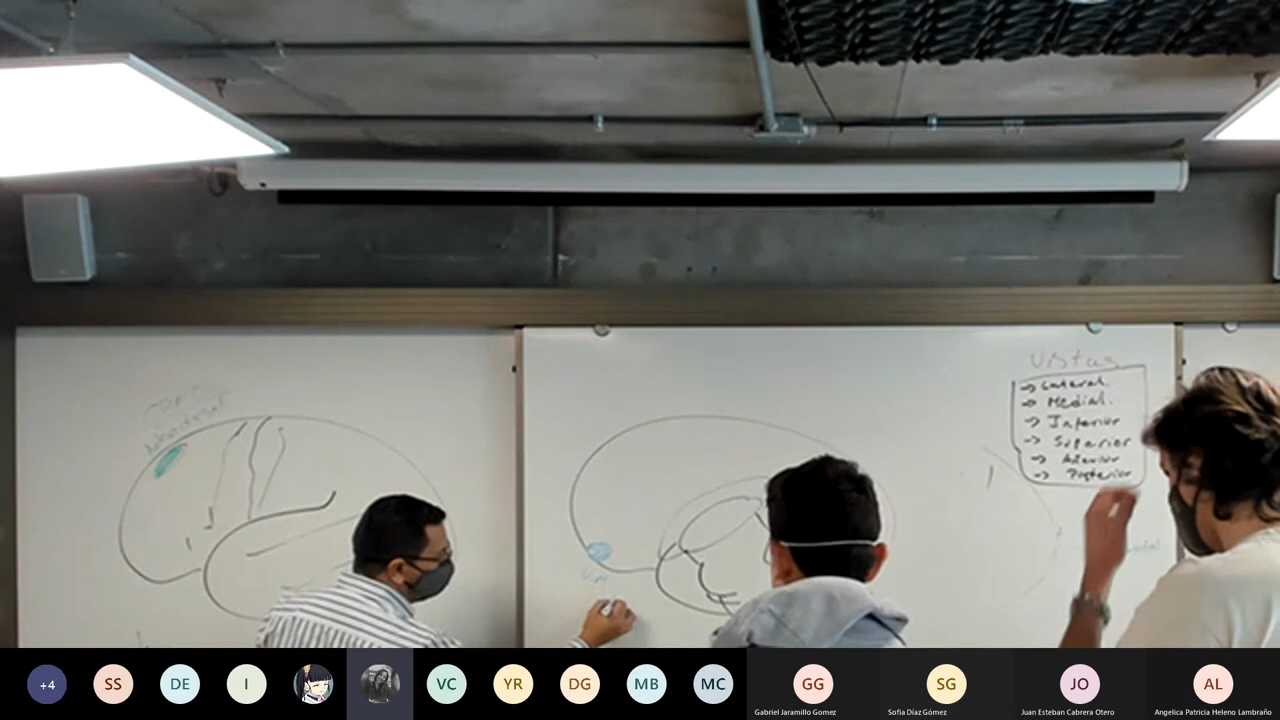 Vistas
→ Lateral.
→ Medial.
→ Inferior
→ Superior
→ Anterior
→ Posterior
+4
SS
DE
I
VC
YR
DG
MB
MC
GG
SG
JO
AL
Gabriel Jaramillo Gomez
Sofía Díaz Gómez
Juan Esteban Cabrera Otero
Angelica Patricia Heleno Lambraño